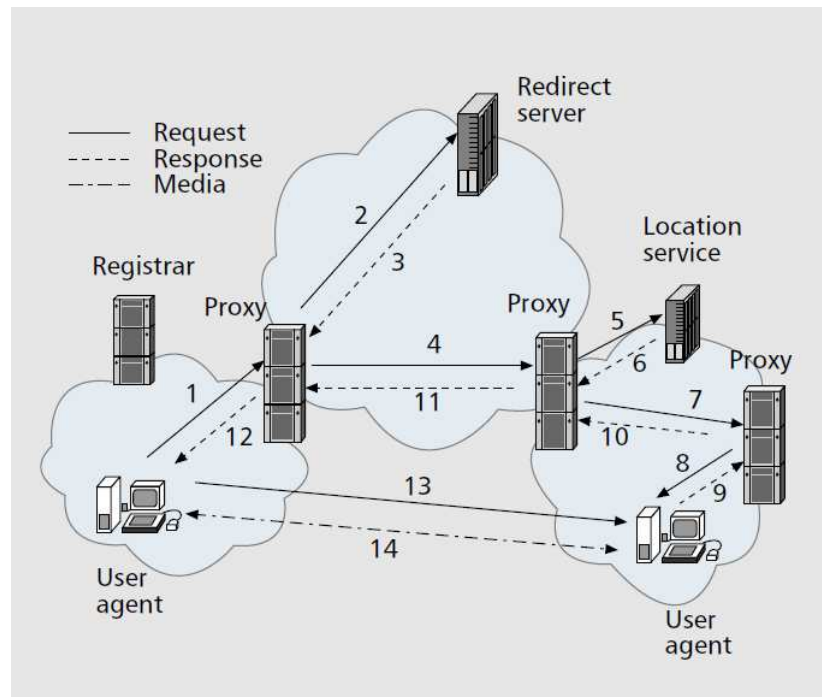 Redirect
server
Request
Response
Media
2
3
Location
service
Registrar
Proxy
Proxy
5
6
Proxy
4
1
11
7
12
10
8
9
13
14
User
agent
User
agent